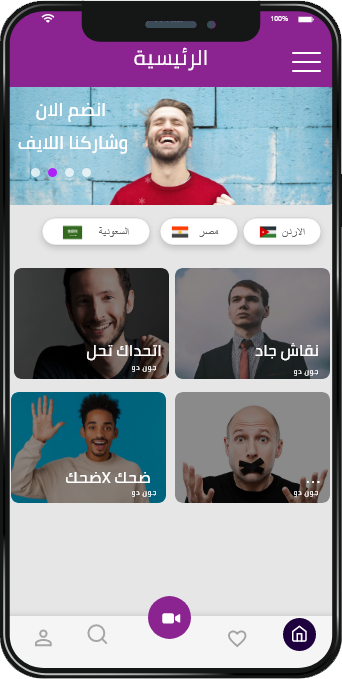 100%
الرئيسية
انضم الان
وشاركنا اللايف
الاردن
مصر
السعودية
نقاش جاد
جون دو
اتحداك تحل
جون دو
...
جون دو
ضحك Xضحك
جون دو